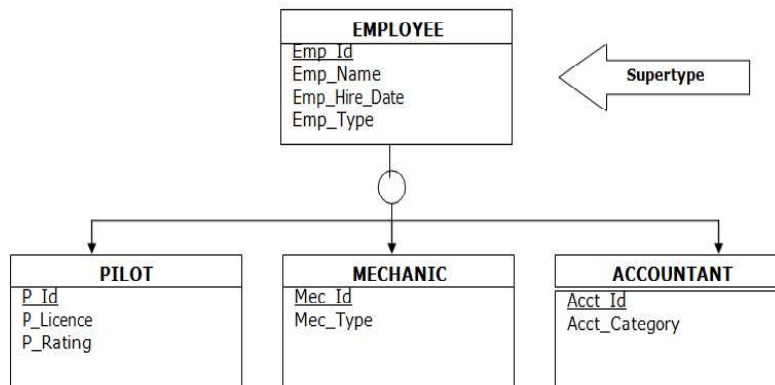 EMPLOYEE
Emp_Id
Emp_Name
Emp_Hire_Date
Emp_Type
Supertype
PILOT
P_Id
P_Licence
P_Rating
MECHANIC
Mec_Id
Mec_Type
ACCOUNTANT
Acct_Id
Acct_Category